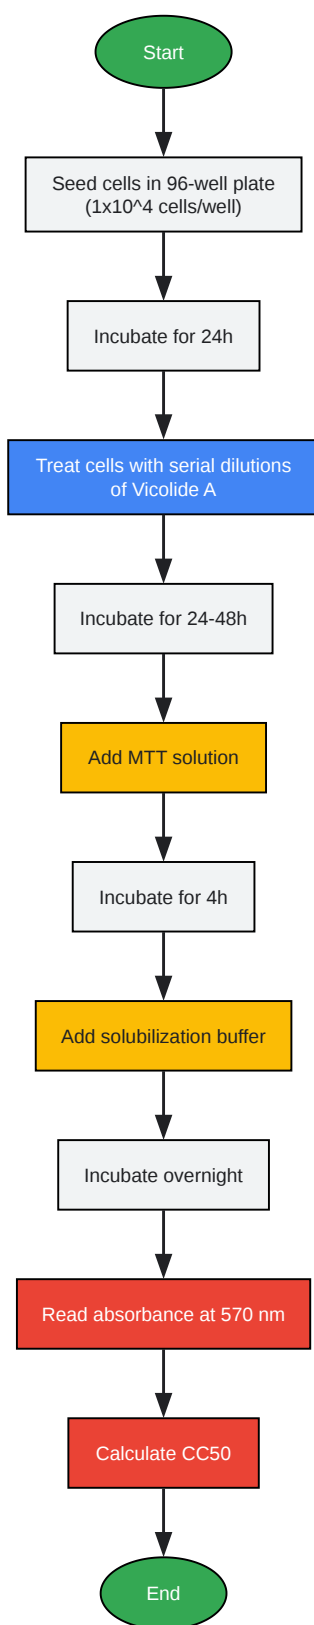 Start
Seed cells in 96-well plate
(1x10^4 cells/well)
Incubate for 24h
Treat cells with serial dilutions
of Vicolide A
Incubate for 24-48h
Add MTT solution
Incubate for 4h
Add solubilization buffer
Incubate overnight
Read absorbance at 570 nm
Calculate CC50
End